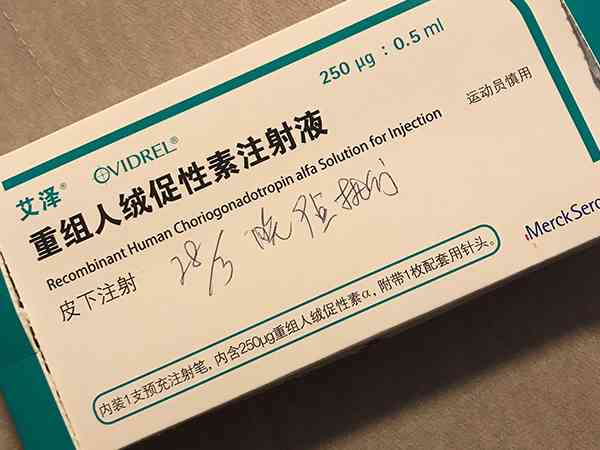 250 μg : 0.5 ml
艾泽® OVIDREL®
运动员慎用
重组人绒促性素注射液
Recombinant Human Choriogonadotropin alfa Solution for Injection
皮下注射
28/3 晚
MerckSero
内装1支预充注射笔,内含250μg重组人绒促性素α,附带1枚配套用针头。